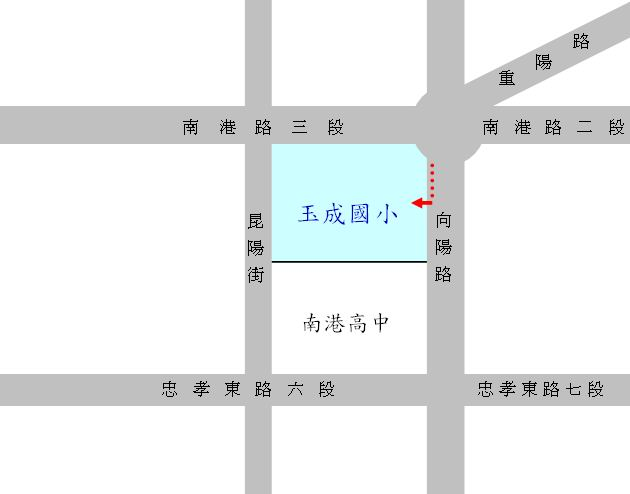 重陽路
南港路三段
南港路二段
玉成國小
昆陽街
向陽路
南港高中
忠孝東路六段
忠孝東路七段